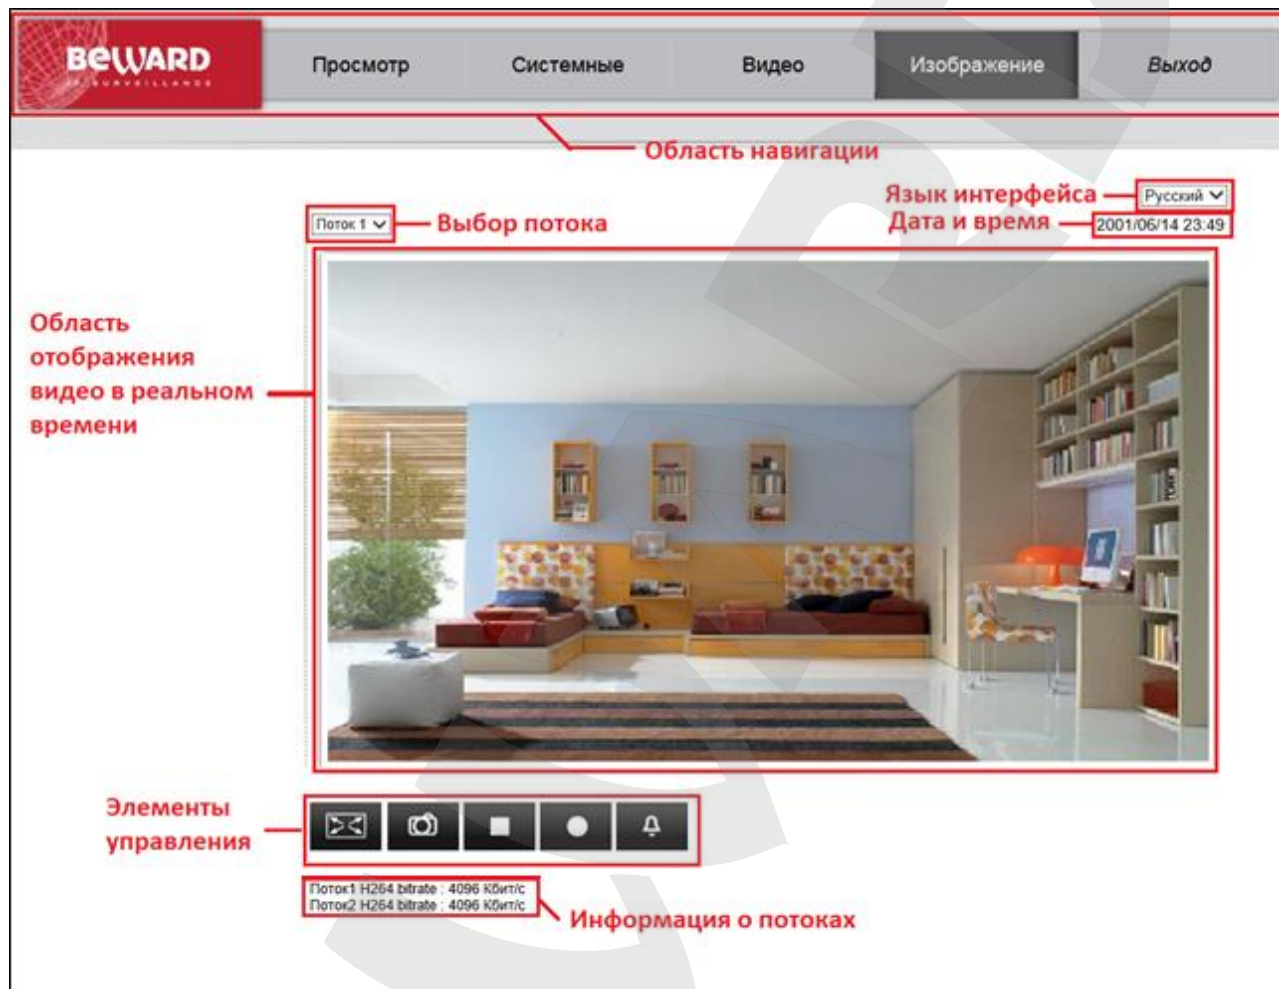 BEWARD
IP SURVEILLANCE
Просмотр
Системные
Видео
Изображение
Выход
Область навигации
Язык интерфейса
Русский
Поток 1
Выбор потока
Дата и время
2001/06/14 23:49
Область
отображения
видео в реальном
времени
Элементы
управления
Поток1 H264 bitrate : 4096 Кбит/с
Поток2 H264 bitrate : 4096 Кбит/с
Информация о потоках